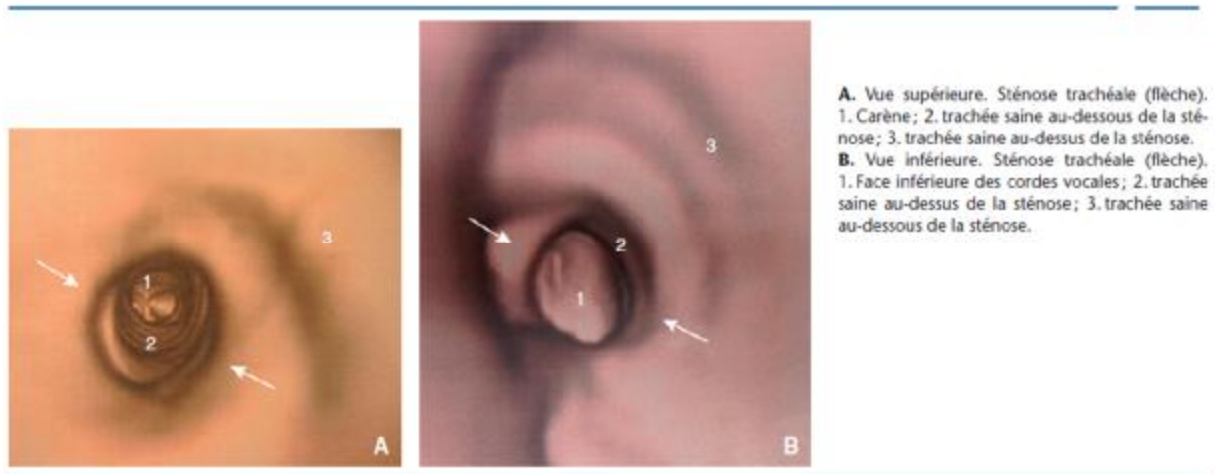 3
1
2
A
3
2
1
B
A. Vue supérieure. Sténose trachéale (flèche).
1. Carène; 2. trachée saine au-dessous de la sté-
nose; 3. trachée saine au-dessus de la sténose.
B. Vue inférieure. Sténose trachéale (flèche).
1. Face inférieure des cordes vocales; 2. trachée
saine au-dessus de la sténose; 3. trachée saine
au-dessous de la sténose.